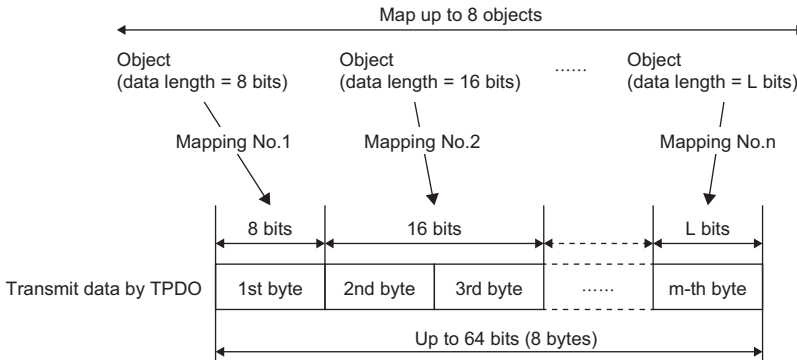 Map up to 8 objects
Object
(data length = 8 bits)
Object
(data length = 16 bits)
......
Object
(data length = L bits)
Mapping No.1
Mapping No.2
Mapping No.n
8 bits
16 bits
L bits
Transmit data by TPDO
1st byte
2nd byte
3rd byte
......
m-th byte
Up to 64 bits (8 bytes)